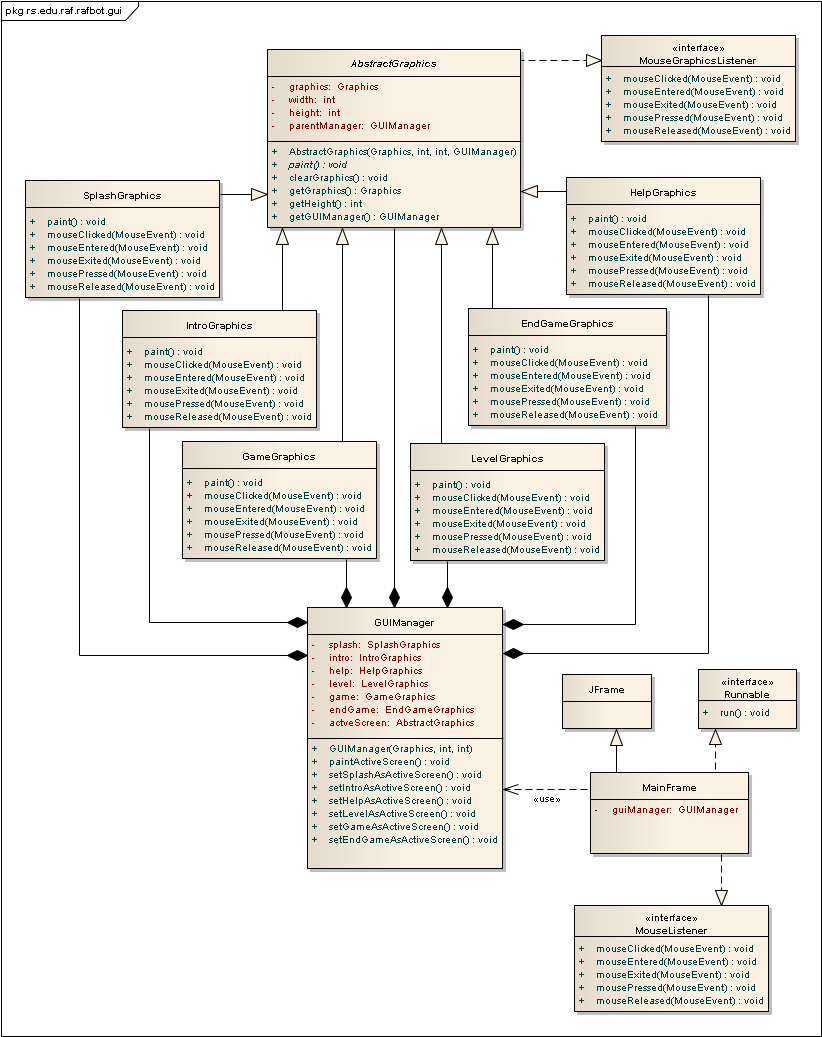 pkg rs.edu.raf.rafbot.gui
AbstractGraphics
- graphics: Graphics
- width: int
- height: int
- parentManager: GUIManager
+ AbstractGraphics(Graphics, int, int, GUIManager)
+ paint() : void
+ clearGraphics() : void
+ getGraphics() : Graphics
+ getHeight() : int
+ getGUIManager() : GUIManager
«interface»
MouseGraphicsListener
+ mouseClicked(MouseEvent) : void
+ mouseEntered(MouseEvent) : void
+ mouseExited(MouseEvent) : void
+ mousePressed(MouseEvent) : void
+ mouseReleased(MouseEvent) : void
SplashGraphics
+ paint() : void
+ mouseClicked(MouseEvent) : void
+ mouseEntered(MouseEvent) : void
+ mouseExited(MouseEvent) : void
+ mousePressed(MouseEvent) : void
+ mouseReleased(MouseEvent) : void
HelpGraphics
+ paint() : void
+ mouseClicked(MouseEvent) : void
+ mouseEntered(MouseEvent) : void
+ mouseExited(MouseEvent) : void
+ mousePressed(MouseEvent) : void
+ mouseReleased(MouseEvent) : void
IntroGraphics
+ paint() : void
+ mouseClicked(MouseEvent) : void
+ mouseEntered(MouseEvent) : void
+ mouseExited(MouseEvent) : void
+ mousePressed(MouseEvent) : void
+ mouseReleased(MouseEvent) : void
EndGameGraphics
+ paint() : void
+ mouseClicked(MouseEvent) : void
+ mouseEntered(MouseEvent) : void
+ mouseExited(MouseEvent) : void
+ mousePressed(MouseEvent) : void
+ mouseReleased(MouseEvent) : void
GameGraphics
+ paint() : void
+ mouseClicked(MouseEvent) : void
+ mouseEntered(MouseEvent) : void
+ mouseExited(MouseEvent) : void
+ mousePressed(MouseEvent) : void
+ mouseReleased(MouseEvent) : void
LevelGraphics
+ paint() : void
+ mouseClicked(MouseEvent) : void
+ mouseEntered(MouseEvent) : void
+ mouseExited(MouseEvent) : void
+ mousePressed(MouseEvent) : void
+ mouseReleased(MouseEvent) : void
GUIManager
- splash: SplashGraphics
- intro: IntroGraphics
- help: HelpGraphics
- level: LevelGraphics
- game: GameGraphics
- endGame: EndGameGraphics
- actveScreen: AbstractGraphics
+ GUIManager(Graphics, int, int)
+ paintActiveScreen() : void
+ setSplashAsActiveScreen() : void
+ setIntroAsActiveScreen() : void
+ setHelpAsActiveScreen() : void
+ setLevelAsActiveScreen() : void
+ setGameAsActiveScreen() : void
+ setEndGameAsActiveScreen() : void
JFrame
«interface»
Runnable
+ run() : void
«use»
MainFrame
- guiManager: GUIManager
«interface»
MouseListener
+ mouseClicked(MouseEvent) : void
+ mouseEntered(MouseEvent) : void
+ mouseExited(MouseEvent) : void
+ mousePressed(MouseEvent) : void
+ mouseReleased(MouseEvent) : void